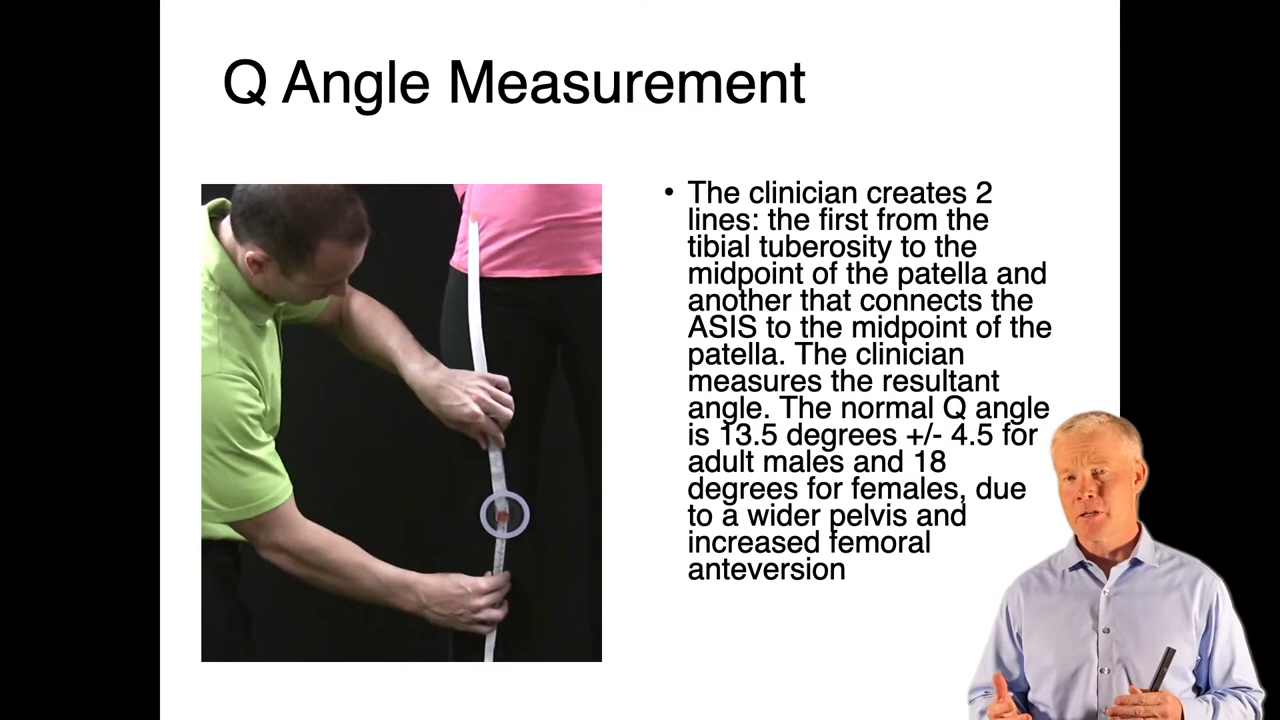 Q Angle Measurement
• The clinician creates 2
lines: the first from the
tibial tuberosity to the
midpoint of the patella and
another that connects the
ASIS to the midpoint of the
patella. The clinician
measures the resultant
angle. The normal Q angle
is 13.5 degrees +/- 4.5 for
adult males and 18
degrees for females, due
to a wider pelvis and
increased femoral
anteversion